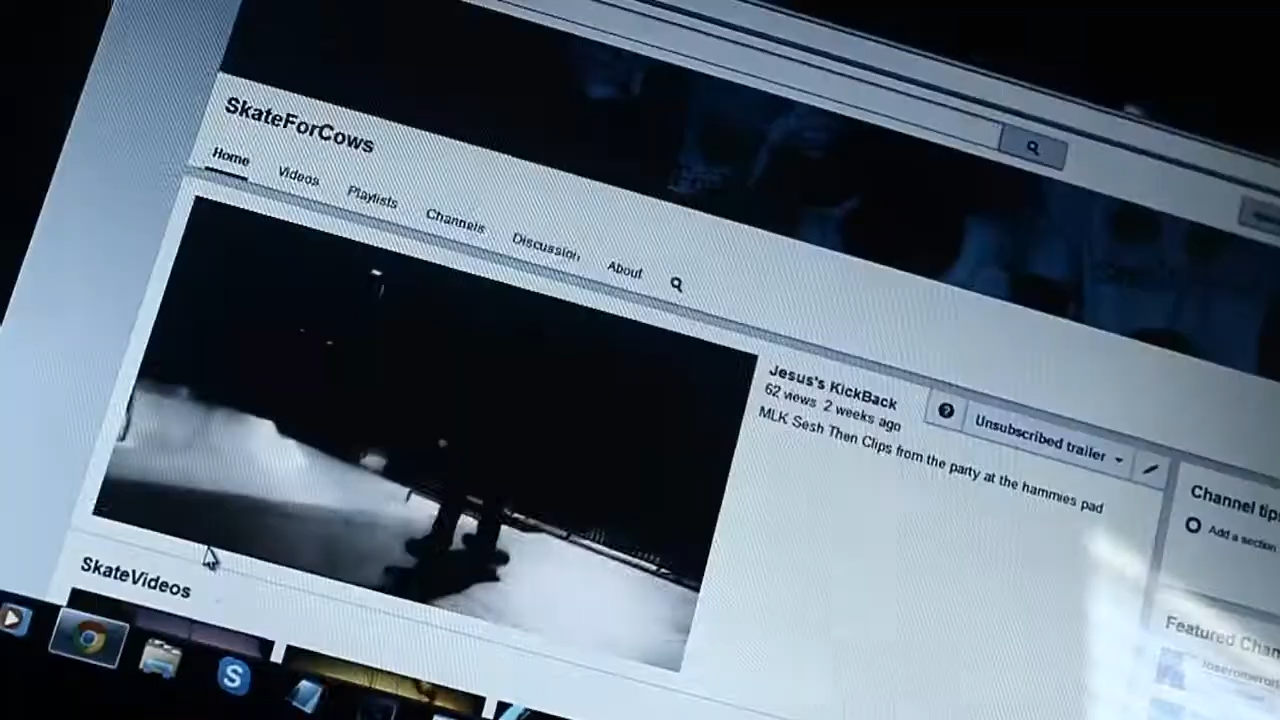 SkateForCows
Home Videos Playlists Channels Discussion About
Jesus's KickBack
62 views 2 weeks ago
MLK Sesh Then Clips from the party at the hammies pad
Unsubscribed trailer
Channel tips
Add a section
Featured Chan
SkateVideos